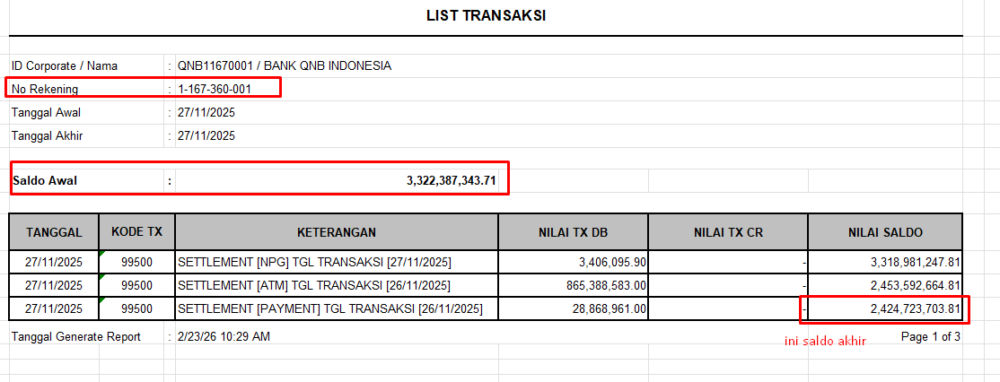 LIST TRANSAKSI
ID Corporate / Nama : QNB11670001 / BANK QNB INDONESIA
No Rekening : 1-167-360-001
Tanggal Awal : 27/11/2025
Tanggal Akhir : 27/11/2025
Saldo Awal : 3,322,387,343.71
TANGGAL KODE TX KETERANGAN NILAI TX DB NILAI TX CR NILAI SALDO
27/11/2025 99500 SETTLEMENT [NPG] TGL TRANSAKSI [27/11/2025] 3,406,095.90 - 3,318,981,247.81
27/11/2025 99500 SETTLEMENT [ATM] TGL TRANSAKSI [26/11/2025] 865,388,583.00 - 2,453,592,664.81
27/11/2025 99500 SETTLEMENT [PAYMENT] TGL TRANSAKSI [26/11/2025] 28,868,961.00 - 2,424,723,703.81
Tanggal Generate Report : 2/23/26 10:29 AM ini saldo akhir Page 1 of 3